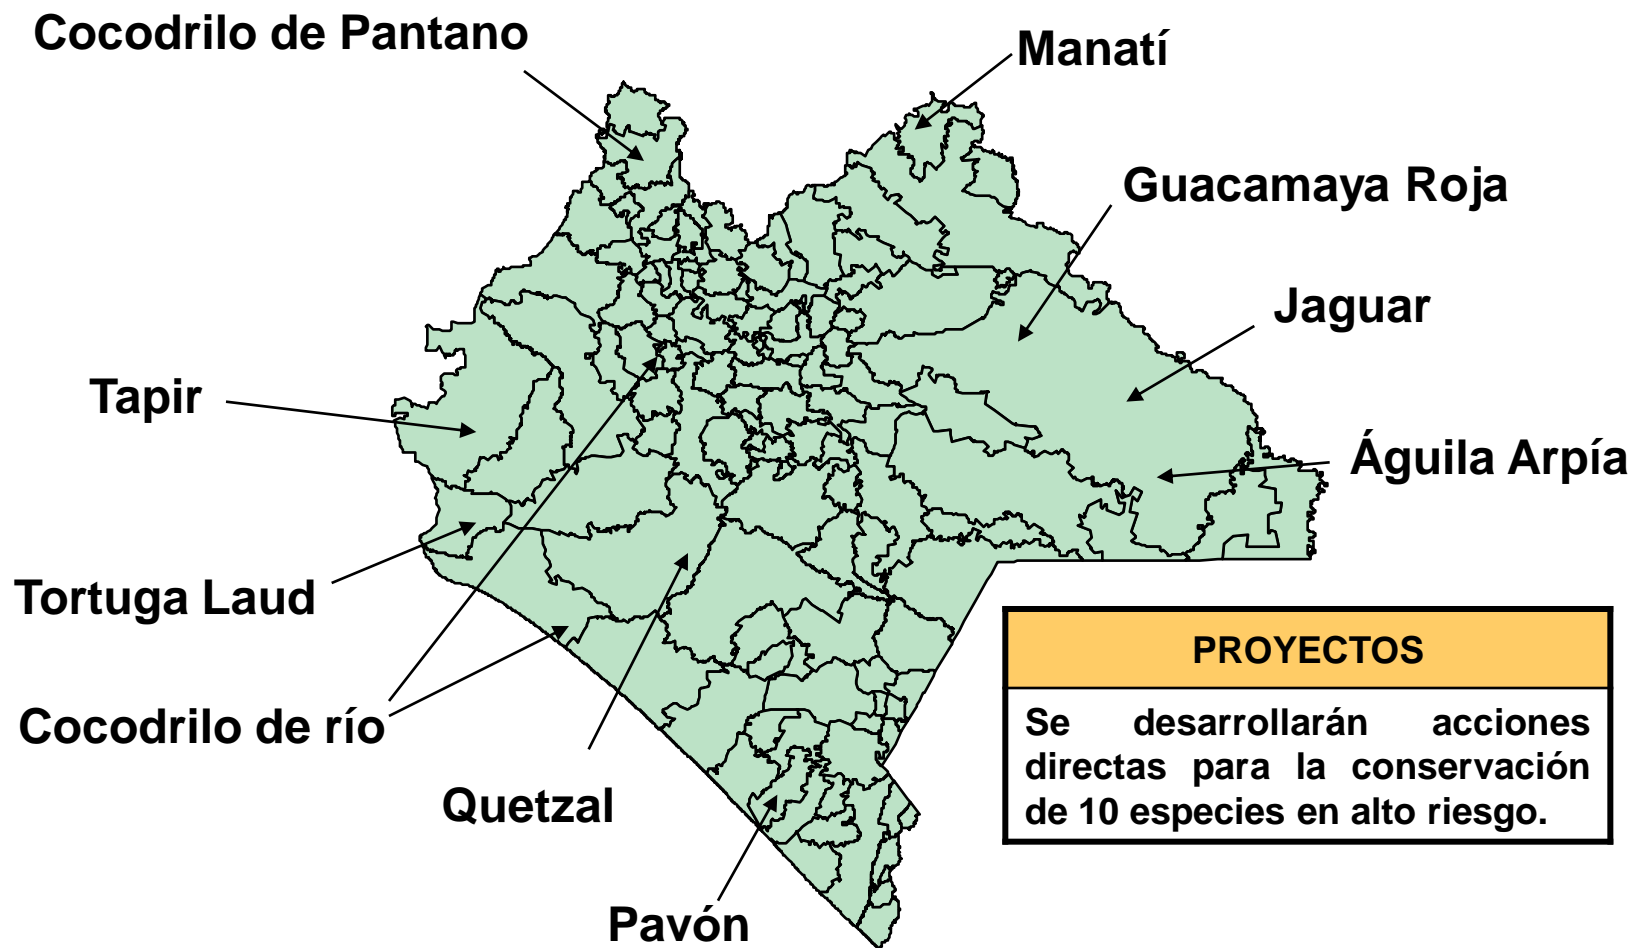 Cocodrilo de Pantano
Manatí
Guacamaya Roja
Jaguar
Tapir
Águila Arpía
Tortuga Laud
Cocodrilo de río
Quetzal
Pavón
PROYECTOS
Se desarrollarán acciones
directas para la conservación
de 10 especies en alto riesgo.